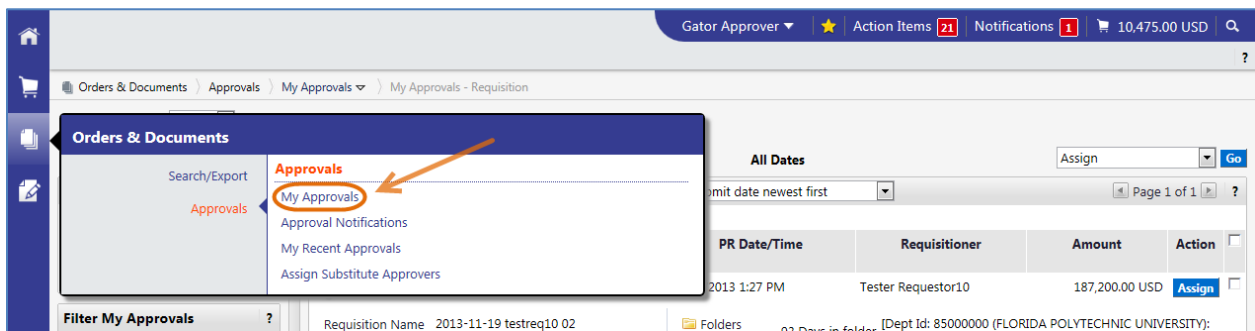 Gator Approver Action Items 21 Notifications 1 10,475.00 USD
?
Orders & Documents Approvals My Approvals My Approvals - Requisition
Orders & Documents
Search/Export
Approvals
Approvals
My Approvals
Approval Notifications
My Recent Approvals
Assign Substitute Approvers
All Dates Assign Go
date newest first Page 1 of 1 ?
PR Date/Time Requisitioner Amount Action
2013 1:27 PM Tester Requestor10 187,200.00 USD Assign
Filter My Approvals ?
Requisition Name 2013-11-19 testreq10 02 Folders Days in folder [Dept Id: 85000000 (FLORIDA POLYTECHNIC UNIVERSITY):